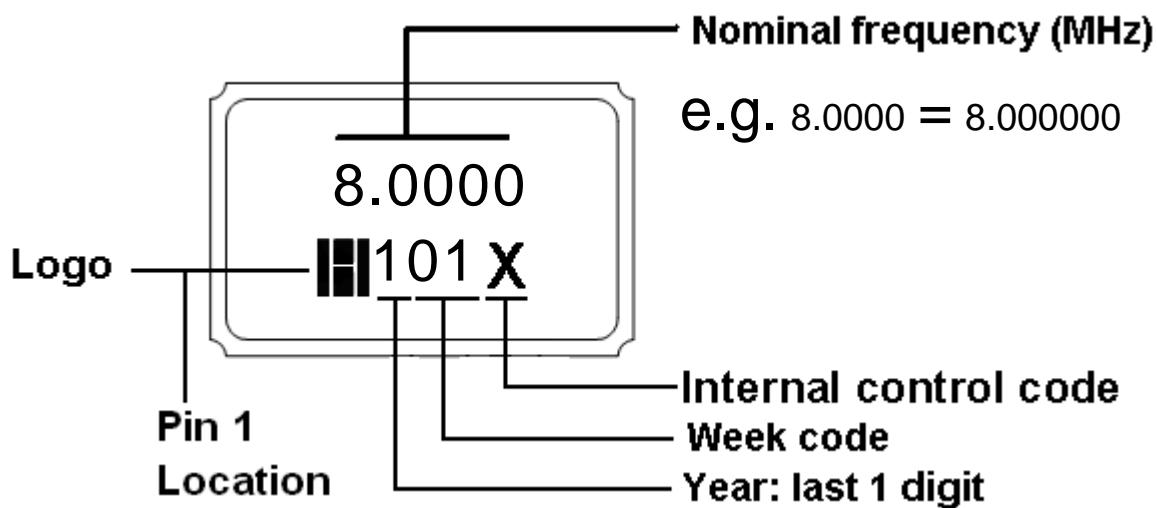 Nominal frequency (MHz)
e.g. 8.0000 = 8.000000
8.0000
Logo
101 X
Internal control code
Pin 1
Location
Week code
Year: last 1 digit